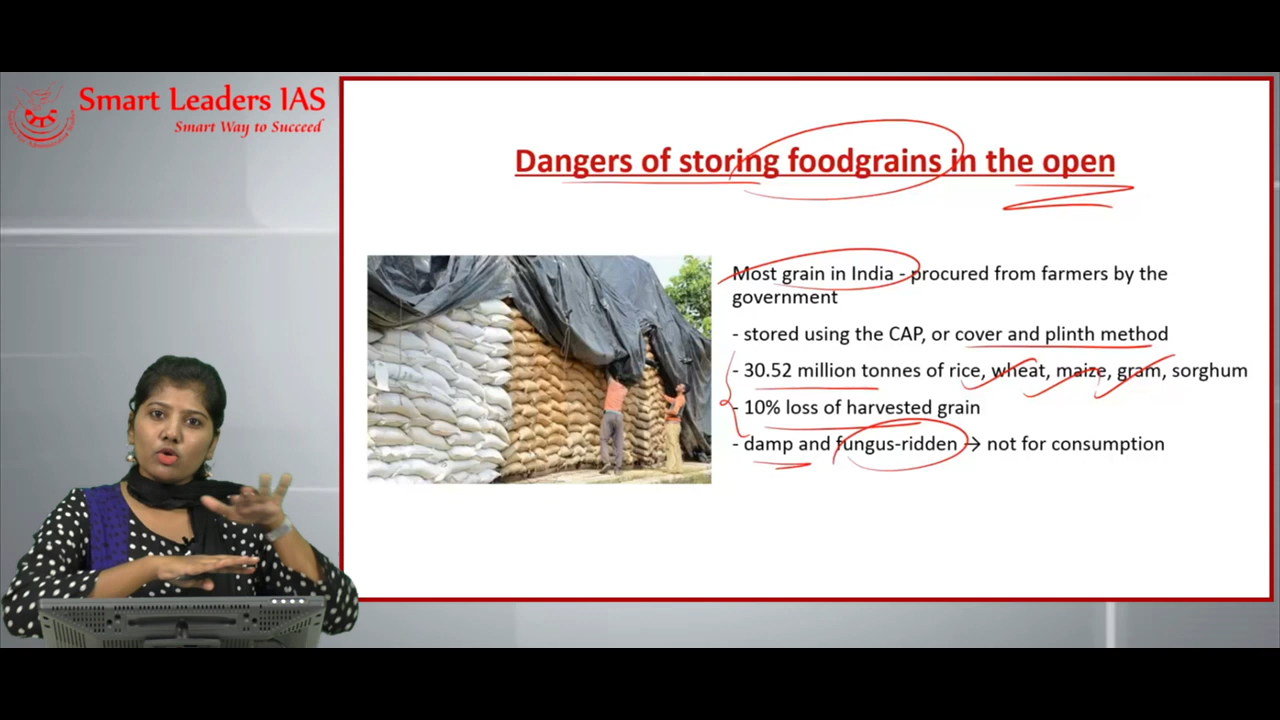 Smart Leaders IAS
Smart Way to Succeed
Dangers of storing foodgrains in the open
Most grain in India - procured from farmers by the
government
- stored using the CAP, or cover and plinth method
- 30.52 million tonnes of rice, wheat, maize, gram, sorghum
- 10% loss of harvested grain
- damp and fungus-ridden → not for consumption